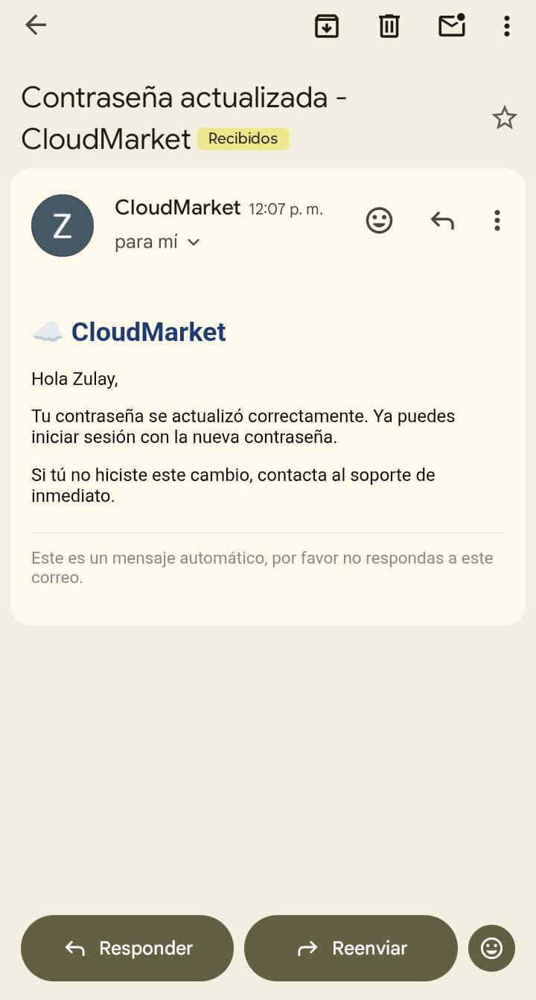 Contraseña actualizada -
CloudMarket Recibidos
Z
CloudMarket 12:07 p. m.
para mí
CloudMarket
Hola Zulay,
Tu contraseña se actualizó correctamente. Ya puedes
iniciar sesión con la nueva contraseña.
Si tú no hiciste este cambio, contacta al soporte de
inmediato.
Este es un mensaje automático, por favor no respondas a este
correo.
Responder
Reenviar